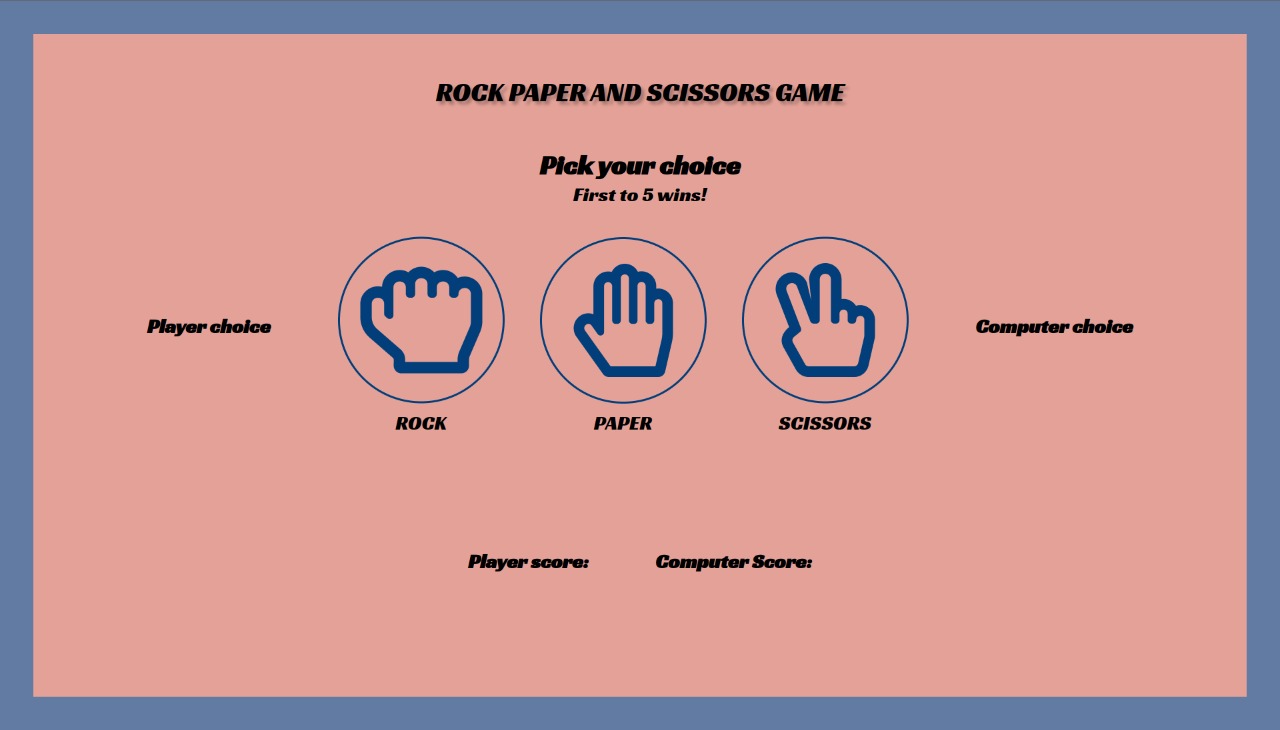 ROCK PAPER AND SCISSORS GAME
Pick your choice
First to 5 wins!
Player choice
Computer choice
ROCK
PAPER
SCISSORS
Player score:
Computer Score: